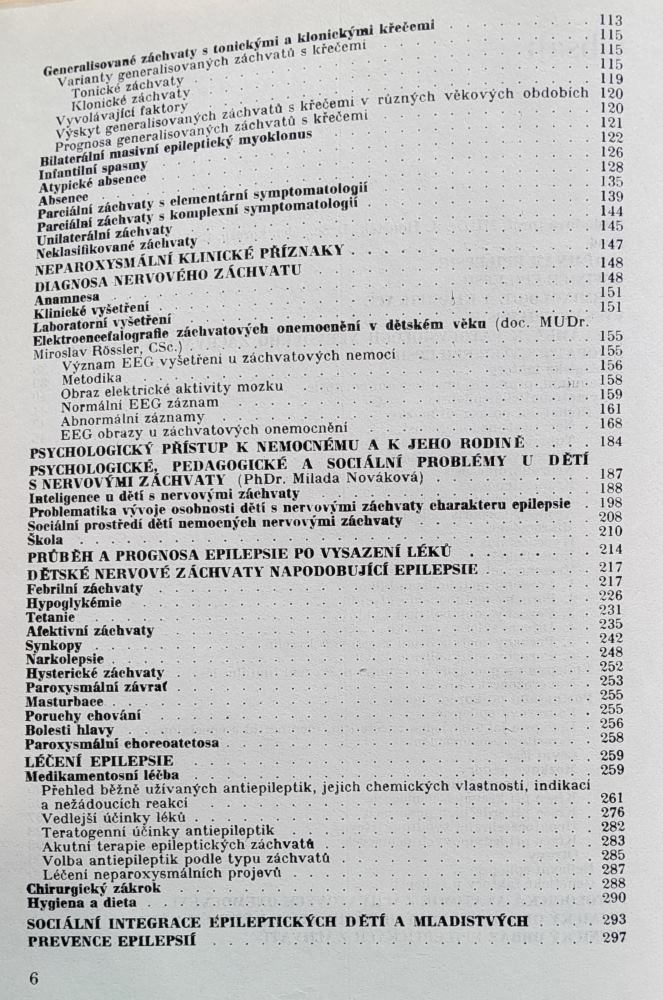 Generalisované záchvaty s tonickými a klonickými křečemi . . . 113
Varianty generalisovaných záchvatů s křečemi . . . 115
Tonické záchvaty . . . 115
Klonické záchvaty . . . 115
Vyvolávající faktory . . . 119
Výskyt generalisovaných záchvatů s křečemi v různých věkových obdobích 120
Prognosa generalisovaných záchvatů s křečemi . . . 120
Bilaterální masivní epileptický myoklonus . . . 121
Infantilní spasmy . . . 122
Atypické absence . . . 126
Absence . . . 128
Parciální záchvaty s elementární symptomatologií . . . 135
Parciální záchvaty s komplexní symptomatologií . . . 139
Unilaterální záchvaty . . . 144
Neklasifikované záchvaty . . . 145
NEPAROXYSMÁLNÍ KLINICKÉ PŘÍZNAKY . . . 147
DIAGNOSA NERVOVÉHO ZÁCHVATU . . . 148
Anamnesa . . . 148
Klinické vyšetření . . . 151
Laboratorní vyšetření . . . 151
Elektroencefalografie záchvatových onemocnění v dětském věku (doc. MUDr.
Miroslav Rössler, CSc.) . . . 155
Význam EEG vyšetření u záchvatových nemocí . . . 155
Metodika . . . 156
Obraz elektrické aktivity mozku . . . 158
Normální EEG záznam . . . 159
Abnormální záznamy . . . 161
EEG obrazy u záchvatových onemocnění . . . 168
PSYCHOLOGICKÝ PŘÍSTUP K NEMOCNÉMU A K JEHO RODINĚ . . . 184
PSYCHOLOGICKÉ, PEDAGOGICKÉ A SOCIÁLNÍ PROBLÉMY U DĚTÍ
S NERVOVÝMI ZÁCHVATY (PhDr. Milada Nováková) . . . 187
Inteligence u dětí s nervovými záchvaty . . . 188
Problematika vývoje osobnosti dětí s nervovými záchvaty charakteru epilepsie 198
Sociální prostředí dětí nemocných nervovými záchvaty . . . 208
Škola . . . 210
PRŮBĚH A PROGNOSA EPILEPSIE PO VYSAZENÍ LÉKŮ . . . 214
DĚTSKÉ NERVOVÉ ZÁCHVATY NAPODOBUJÍCÍ EPILEPSIE . . . 217
Febrilní záchvaty . . . 217
Hypoglykémie . . . 226
Tetanie . . . 231
Afektivní záchvaty . . . 235
Synkopy . . . 242
Narkolepsie . . . 248
Hysterické záchvaty . . . 252
Paroxysmální závrať . . . 253
Masturbace . . . 255
Poruchy chování . . . 255
Bolesti hlavy . . . 256
Paroxysmální choreoatetosa . . . 258
LÉČENÍ EPILEPSIE . . . 259
Medikamentosní léčba . . . 259
Přehled běžně užívaných antiepileptik, jejich chemických vlastností, indikací
a nežádoucích reakcí . . . 261
Vedlejší účinky léků . . . 276
Teratogenní účinky antiepileptik . . . 282
Akutní terapie epileptických záchvatů . . . 283
Volba antiepileptik podle typu záchvatů . . . 285
Léčení neparoxysmálních projevů . . . 287
Chirurgický zákrok . . . 288
Hygiena a dieta . . . 290
SOCIÁLNÍ INTEGRACE EPILEPTICKÝCH DĚTÍ A MLADISTVÝCH . . . 293
PREVENCE EPILEPSIÍ . . . 297
6